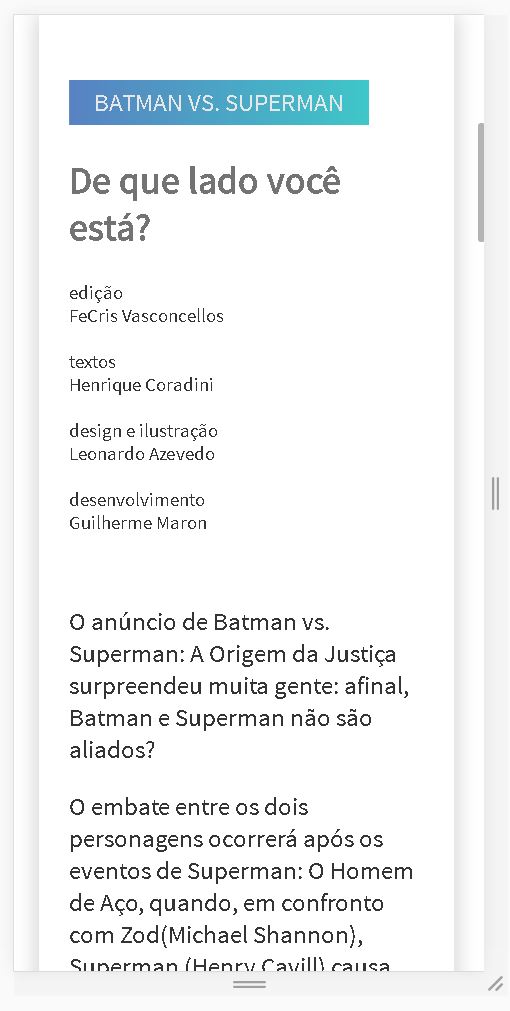 BATMAN VS. SUPERMAN
De que lado você
está?
edição
FeCris Vasconcellos
textos
Henrique Coradini
design e ilustração
Leonardo Azevedo
desenvolvimento
Guilherme Maron
O anúncio de Batman vs.
Superman: A Origem da Justiça
surpreendeu muita gente: afinal,
Batman e Superman não são
aliados?
O embate entre os dois
personagens ocorrerá após os
eventos de Superman: O Homem
de Aço, quando, em confronto
com Zod(Michael Shannon),
Superman (Henry Cavill) causa